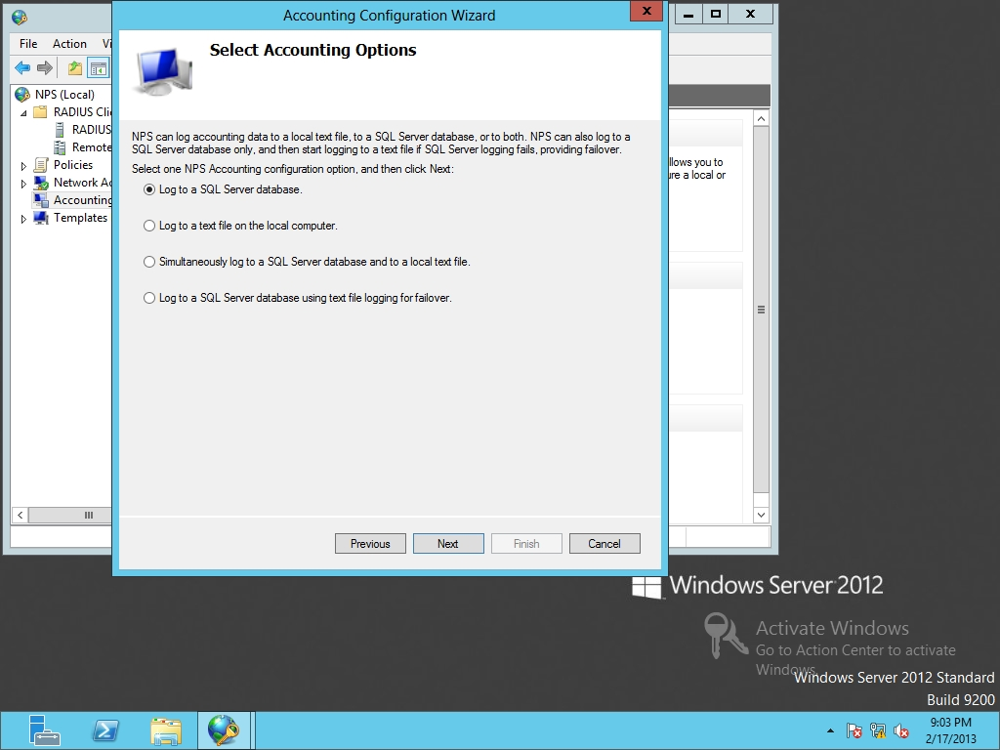 Accounting Configuration Wizard
File Action Vi
NPS (Local)
RADIUS Clie
RADIUS
Remote
Policies
Network Ac
Accounting
Templates
Select Accounting Options
NPS can log accounting data to a local text file, to a SQL Server database, or to both. NPS can also log to a
SQL Server database only, and then start logging to a text file if SQL Server logging fails, providing failover.
Select one NPS Accounting configuration option, and then click Next:
Log to a SQL Server database.
Log to a text file on the local computer.
Simultaneously log to a SQL Server database and to a local text file.
Log to a SQL Server database using text file logging for failover.
Previous Next Finish Cancel
llows you to
ure a local or
Windows Server 2012
Activate Windows
Go to Action Center to activate
Windows.
Windows Server 2012 Standard
Build 9200
9:03 PM
2/17/2013